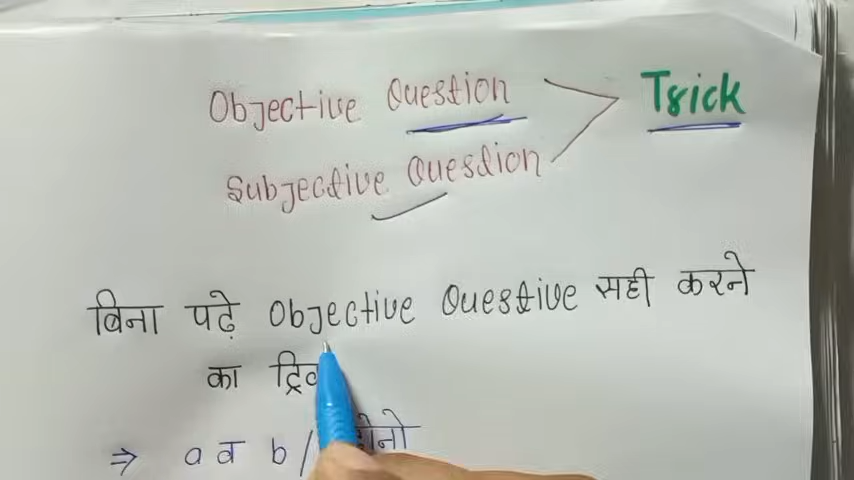 Objective Question
Trick
Subjective Question
बिना पढ़े Objective Questive सही करने
का
⇒ a व b /